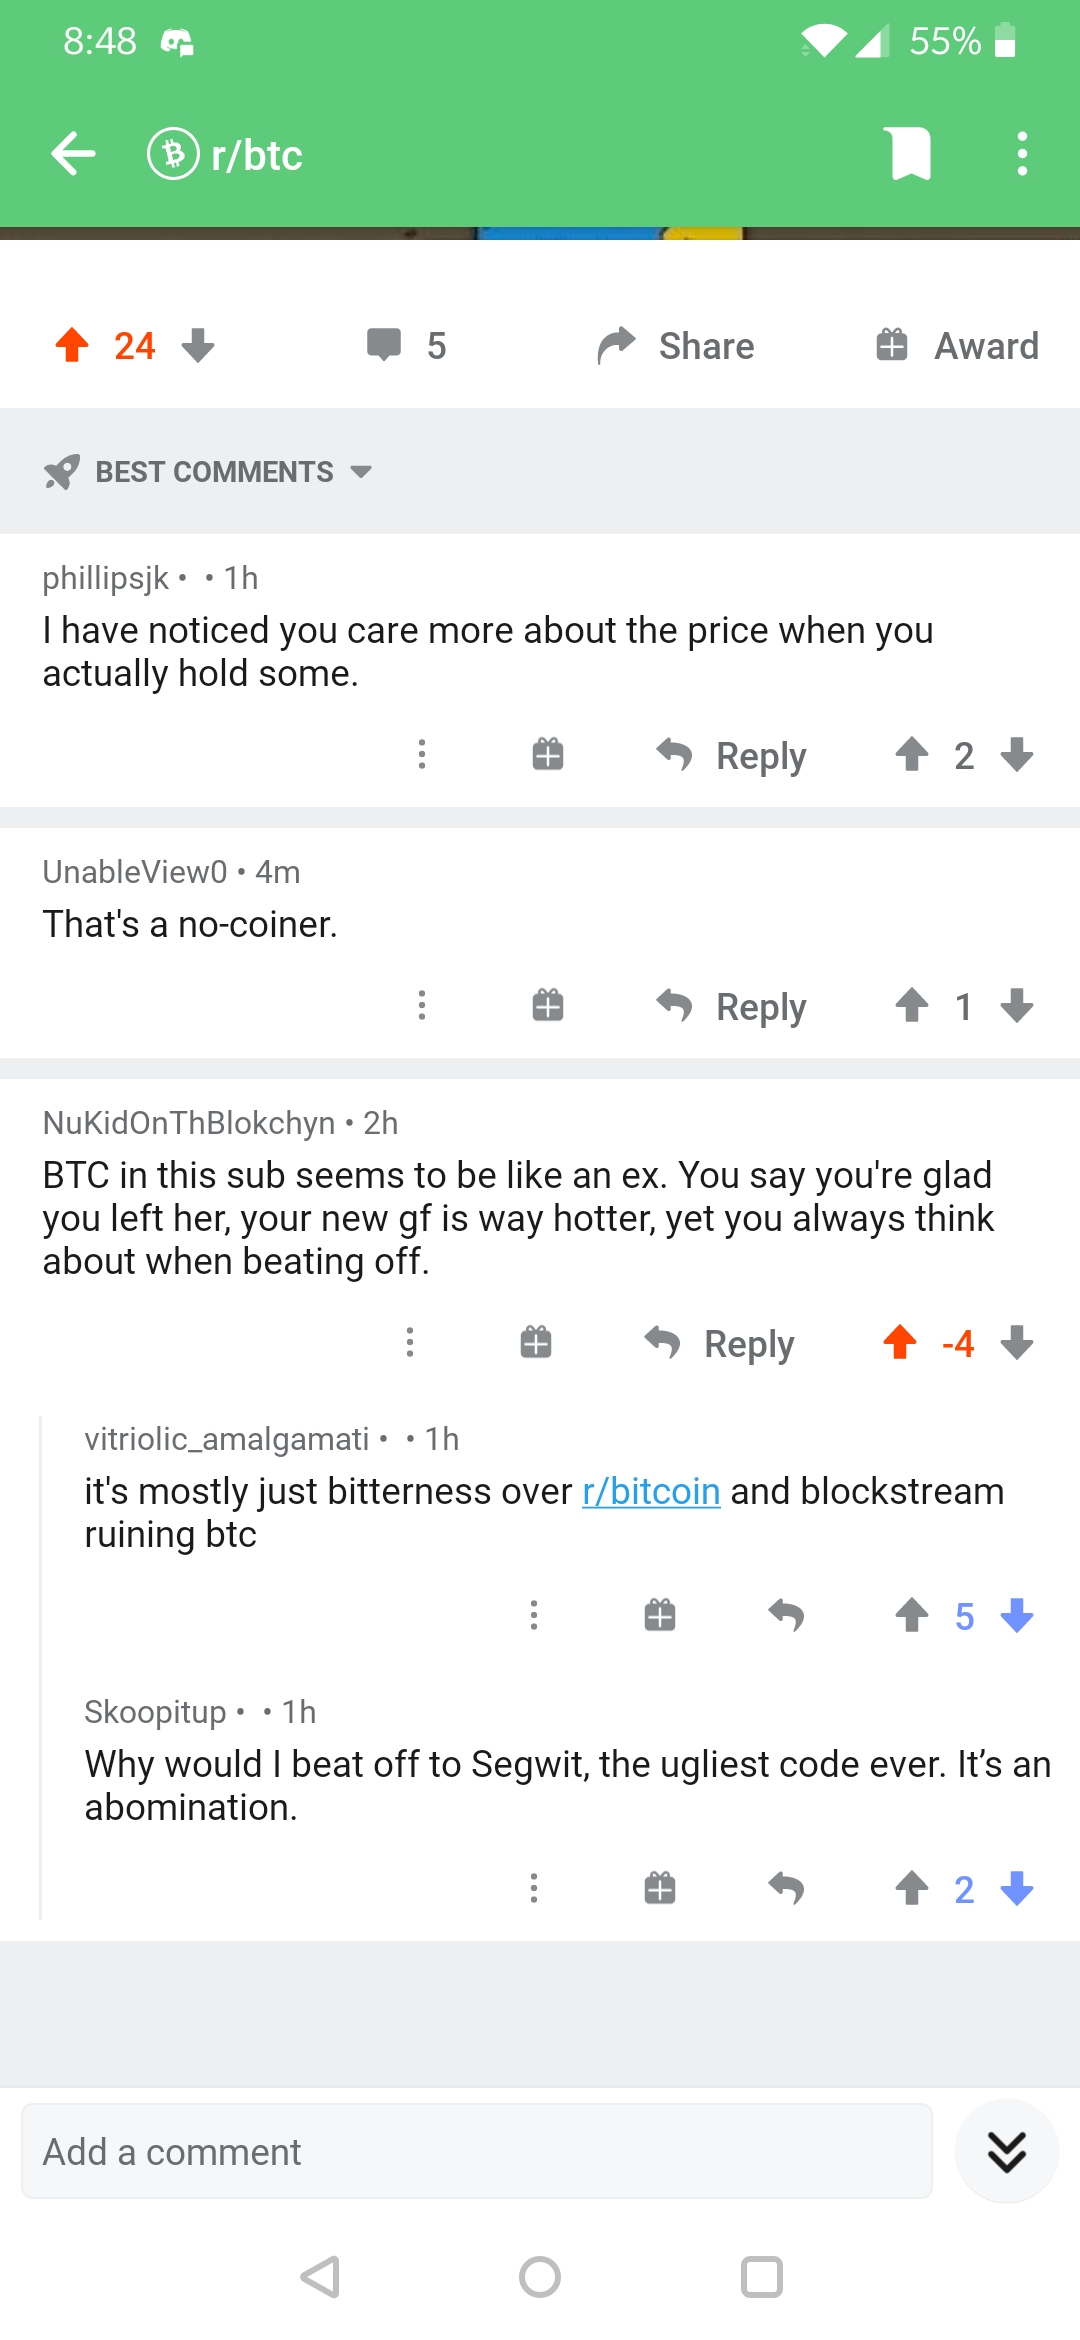 8:48
55%
r/btc
24
5
Share
Award
BEST COMMENTS
phillipsjk • • 1h
I have noticed you care more about the price when you
actually hold some.
Reply
2
UnableView0 • 4m
That's a no-coiner.
Reply
1
NuKidOnThBlokchyn • 2h
BTC in this sub seems to be like an ex. You say you're glad
you left her, your new gf is way hotter, yet you always think
about when beating off.
Reply
-4
vitriolic_amalgamati • • 1h
it's mostly just bitterness over r/bitcoin and blockstream
ruining btc
5
Skoopitup • • 1h
Why would I beat off to Segwit, the ugliest code ever. It’s an
abomination.
2
Add a comment